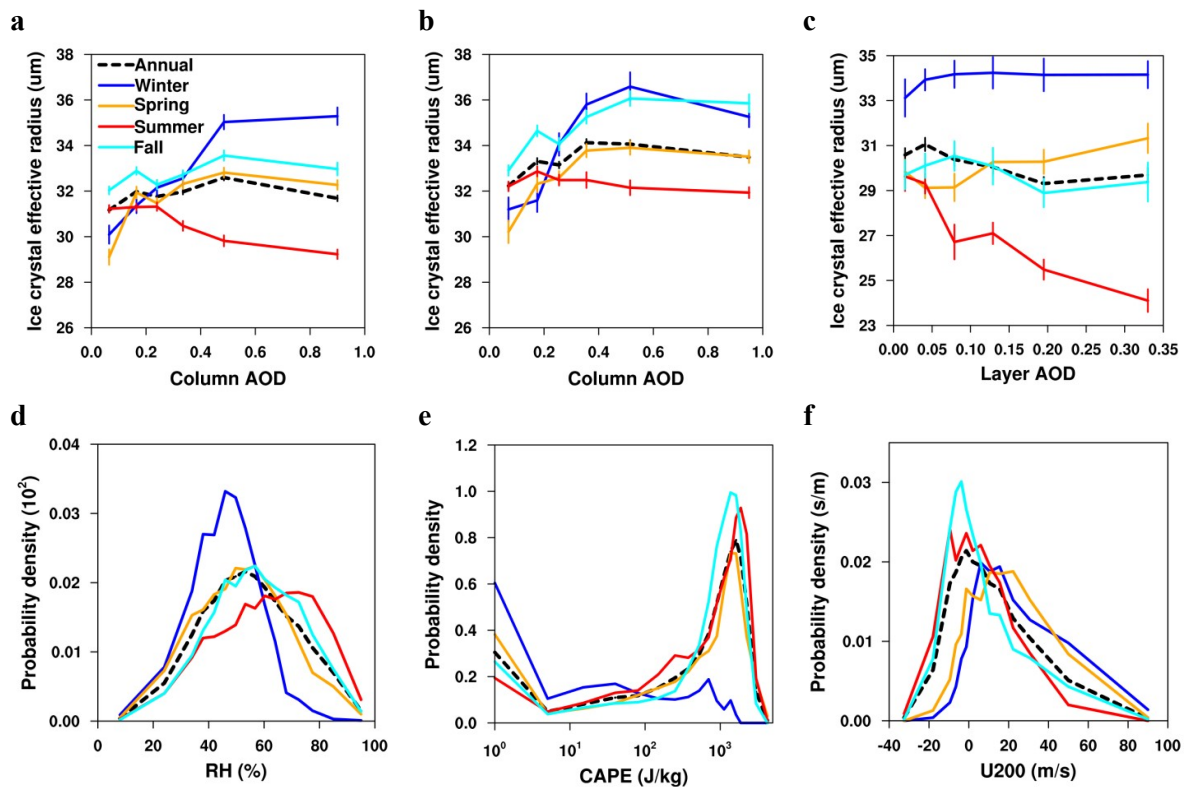 a
b
c
Ice crystal effective radius (um)
38
36
34
32
30
28
26
Annual
Winter
Spring
Summer
Fall
0.0 0.2 0.4 0.6 0.8 1.0
Column AOD
Ice crystal effective radius (um)
38
36
34
32
30
28
26
0.0 0.2 0.4 0.6 0.8 1.0
Column AOD
Ice crystal effective radius (um)
35
33
31
29
27
25
23
0.00 0.05 0.10 0.15 0.20 0.25 0.30 0.35
Layer AOD
d
e
f
Probability density (10²)
0.04
0.03
0.02
0.01
0.00
0 20 40 60 80 100
RH (%)
Probability density
1.2
1.0
0.8
0.6
0.4
0.2
0.0
10⁰ 10¹ 10² 10³
CAPE (J/kg)
Probability density (s/m)
0.03
0.02
0.01
0.00
-40 -20 0 20 40 60 80 100
U200 (m/s)